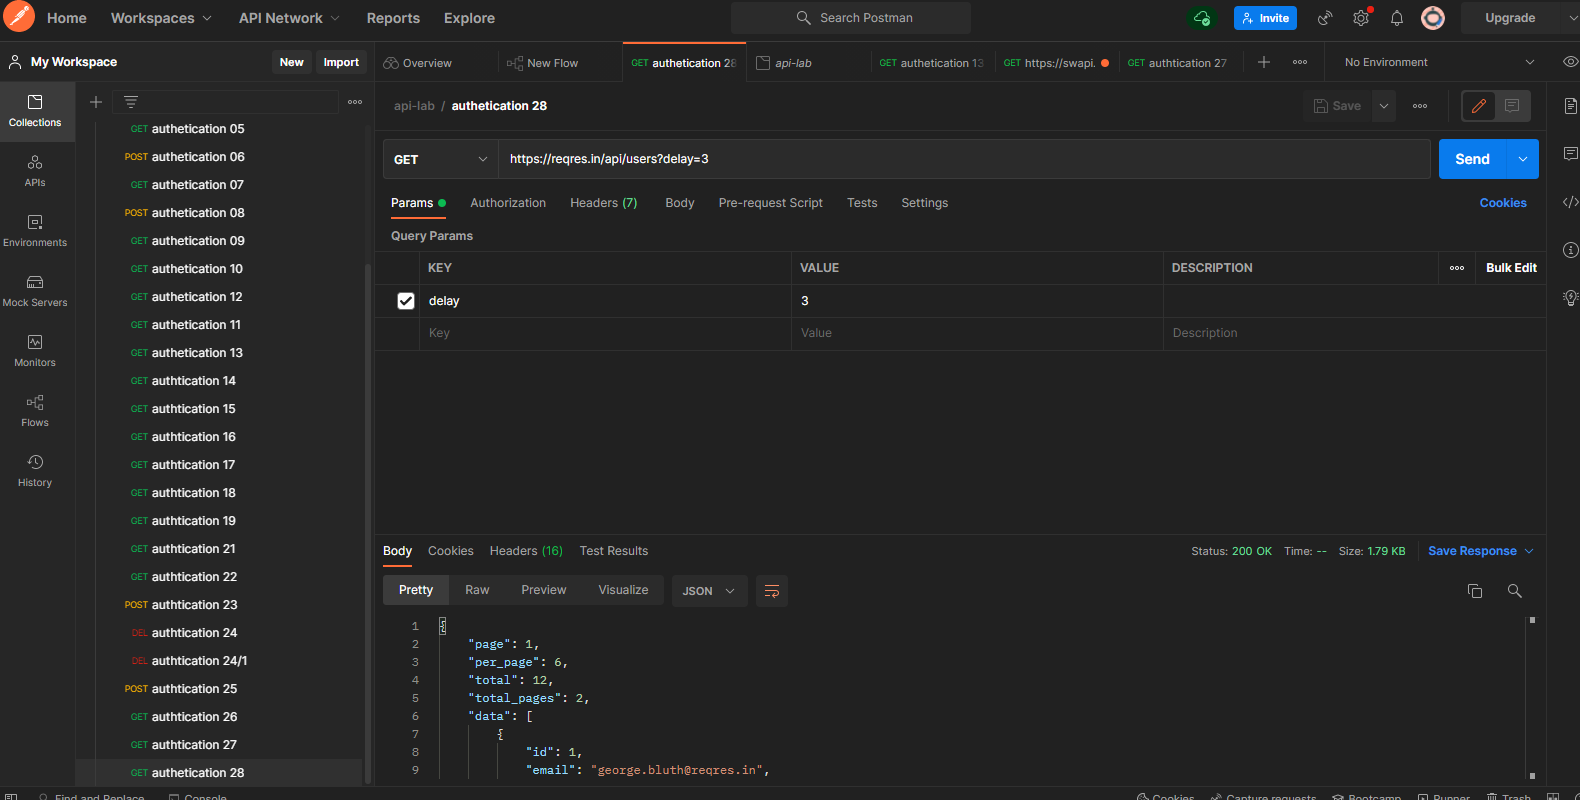 Home Workspaces API Network Reports Explore Search Postman Invite Upgrade
My Workspace New Import Overview New Flow GET authetication 28 api-lab GET authetication 13 GET https://swapi. GET authtication 27 No Environment
Collections
APIs
Environments
Mock Servers
Monitors
Flows
History
GET authetication 05
POST authetication 06
GET authetication 07
POST authetication 08
GET authetication 09
GET authetication 10
GET authetication 12
GET authetication 11
GET authetication 13
GET authtication 14
GET authtication 15
GET authtication 16
GET authtication 17
GET authtication 18
GET authtication 19
GET authtication 21
GET authtication 22
POST authtication 23
DEL authtication 24
DEL authtication 24/1
POST authtication 25
GET authtication 26
GET authtication 27
GET authetication 28
api-lab / authetication 28 Save
GET https://reqres.in/api/users?delay=3 Send
Params Authorization Headers (7) Body Pre-request Script Tests Settings Cookies
Query Params
KEY VALUE DESCRIPTION Bulk Edit
delay 3
Key Value Description
Body Cookies Headers (16) Test Results Status: 200 OK Time: -- Size: 1.79 KB Save Response
Pretty Raw Preview Visualize JSON
1 {
2 "page": 1,
3 "per_page": 6,
4 "total": 12,
5 "total_pages": 2,
6 "data": [
7 {
8 "id": 1,
9 "email": "george.bluth@reqres.in",
Find and Replace Console Cookies Capture requests Bootcamp Runner Trash